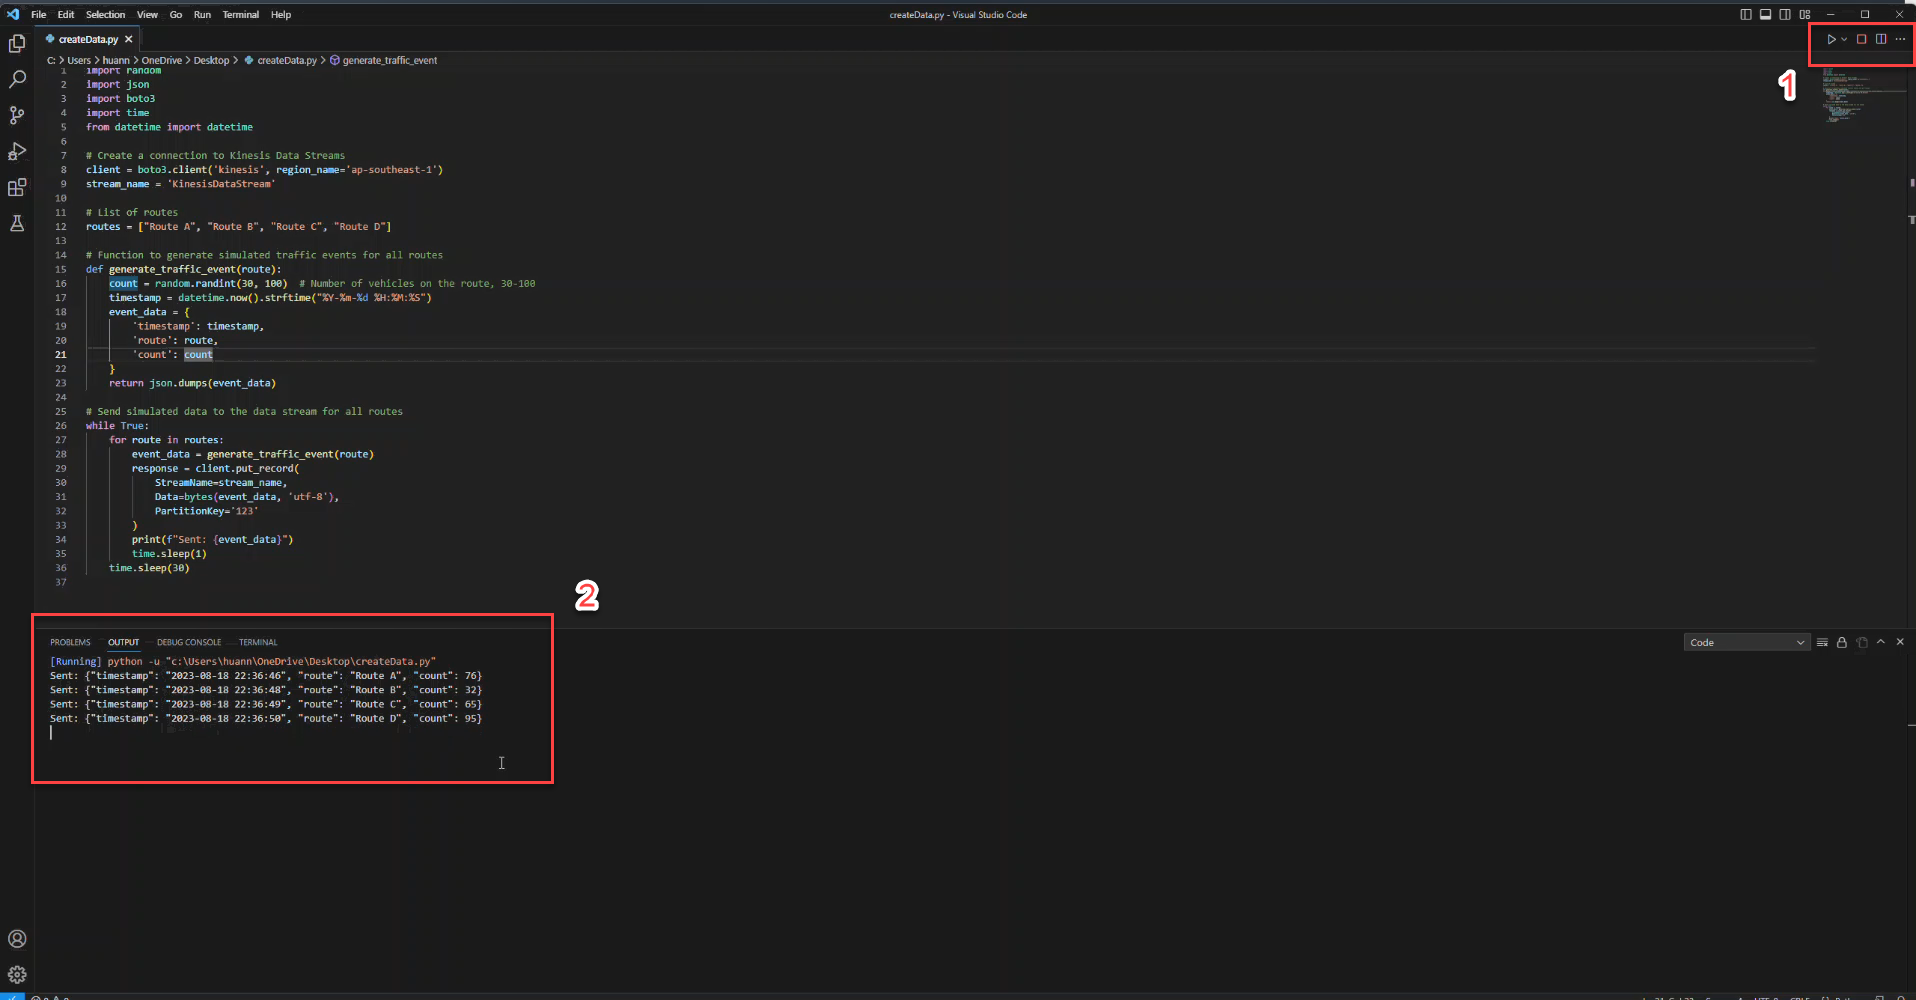 File Edit Selection View Go Run Terminal Help
createData.py - Visual Studio Code
createData.py
C: > Users > huann > OneDrive > Desktop > createData.py > generate_traffic_event
1
1 import random
2 import json
3 import boto3
4 import time
5 from datetime import datetime
6
7 # Create a connection to Kinesis Data Streams
8 client = boto3.client('kinesis', region_name='ap-southeast-1')
9 stream_name = 'KinesisDataStream'
10
11 # List of routes
12 routes = ["Route A", "Route B", "Route C", "Route D"]
13
14 # Function to generate simulated traffic events for all routes
15 def generate_traffic_event(route):
16 count = random.randint(30, 100) # Number of vehicles on the route, 30-100
17 timestamp = datetime.now().strftime("%Y-%m-%d %H:%M:%S")
18 event_data = {
19 'timestamp': timestamp,
20 'route': route,
21 'count': count
22 }
23 return json.dumps(event_data)
24
25 # Send simulated data to the data stream for all routes
26 while True:
27 for route in routes:
28 event_data = generate_traffic_event(route)
29 response = client.put_record(
30 StreamName=stream_name,
31 Data=bytes(event_data, 'utf-8'),
32 PartitionKey='123'
33 )
34 print(f"Sent: {event_data}")
35 time.sleep(1)
36 time.sleep(30)
37
2
PROBLEMS OUTPUT DEBUG CONSOLE TERMINAL
Code
[Running] python -u "c:\Users\huann\OneDrive\Desktop\createData.py"
Sent: {"timestamp": "2023-08-18 22:36:46", "route": "Route A", "count": 76}
Sent: {"timestamp": "2023-08-18 22:36:48", "route": "Route B", "count": 32}
Sent: {"timestamp": "2023-08-18 22:36:49", "route": "Route C", "count": 65}
Sent: {"timestamp": "2023-08-18 22:36:50", "route": "Route D", "count": 95}